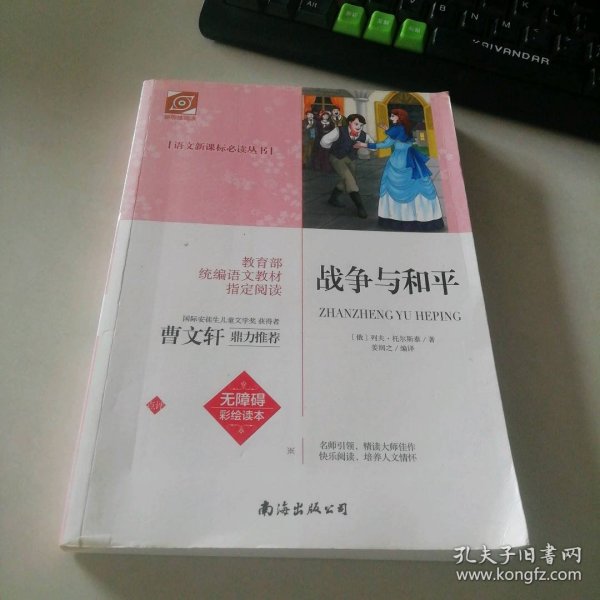 Alt
KAIVANDAR
[语文新课标必读丛书]
教育部
统编语文教材
指定阅读
国际安徒生儿童文学奖 获得者
曹文轩 鼎力推荐
无障碍
彩绘读本
战争与和平
ZHANZHENG YU HEPING
[俄]列夫·托尔斯泰/著
姜翊之/编译
名师引领、精读大师佳作
快乐阅读、培养人文情怀
南海出版公司
孔夫子旧书网
www.kongfz.com